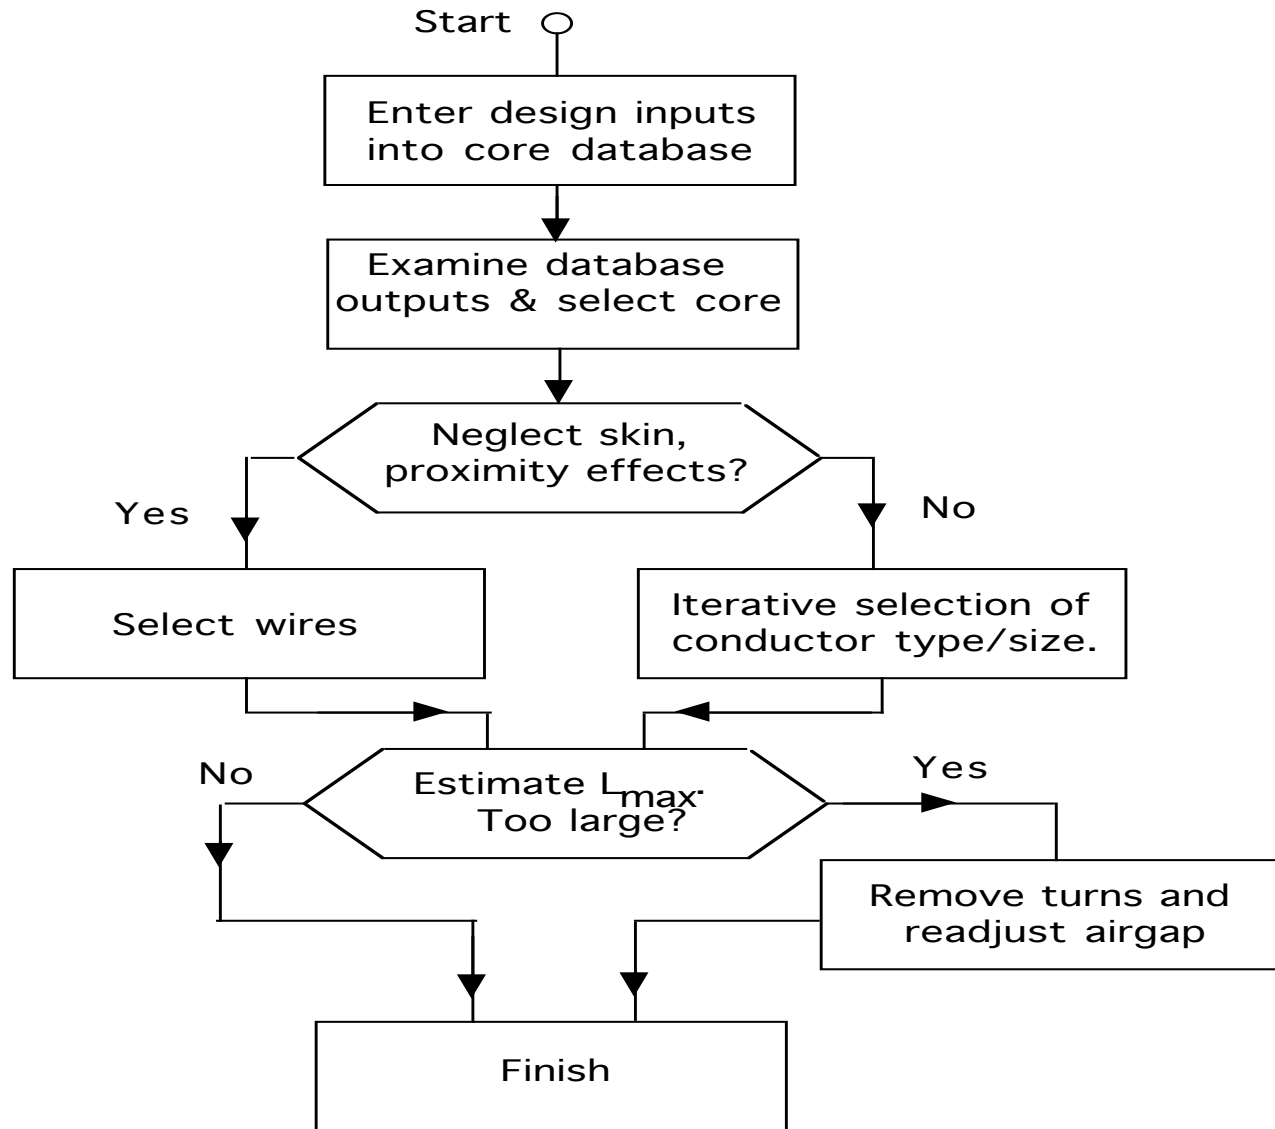 Start
Enter design inputs
into core database
Examine database
outputs & select core
Neglect skin,
proximity effects?
Yes
No
Select wires
Iterative selection of
conductor type/size.
No
Estimate Lmax.
Too large?
Yes
Remove turns and
readjust airgap
Finish